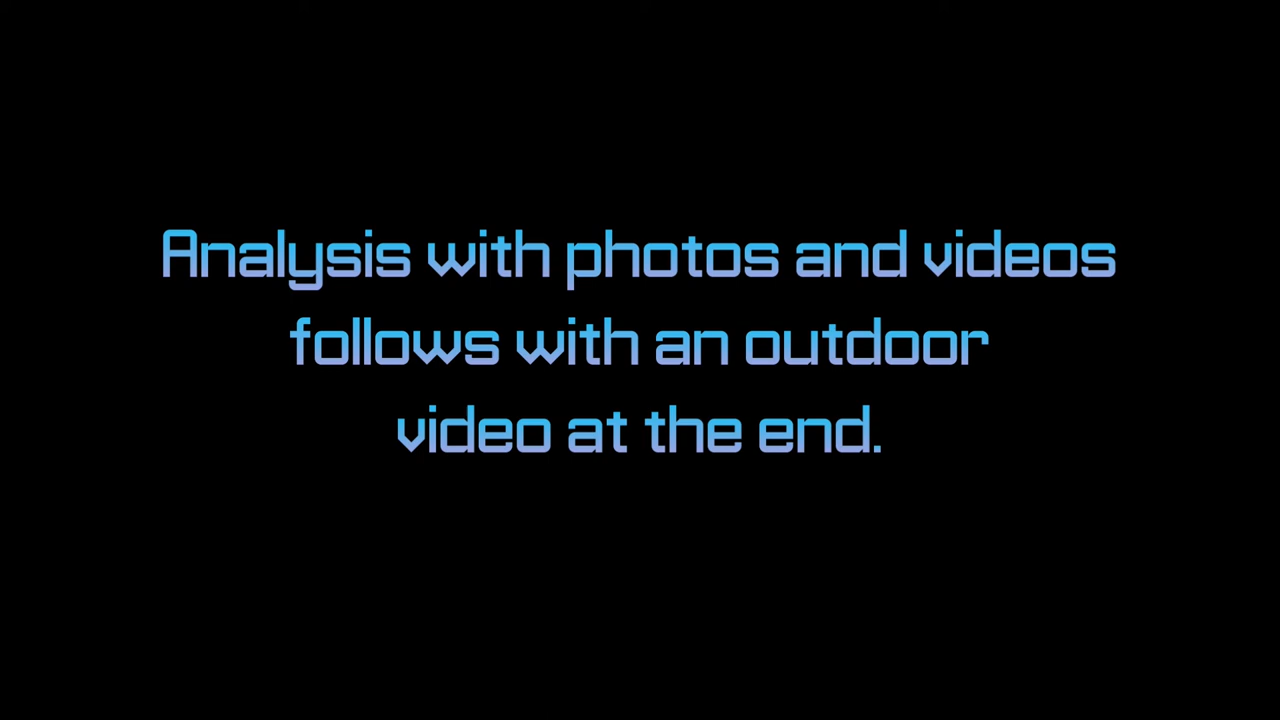 Analysis with photos and videos
follows with an outdoor
video at the end.